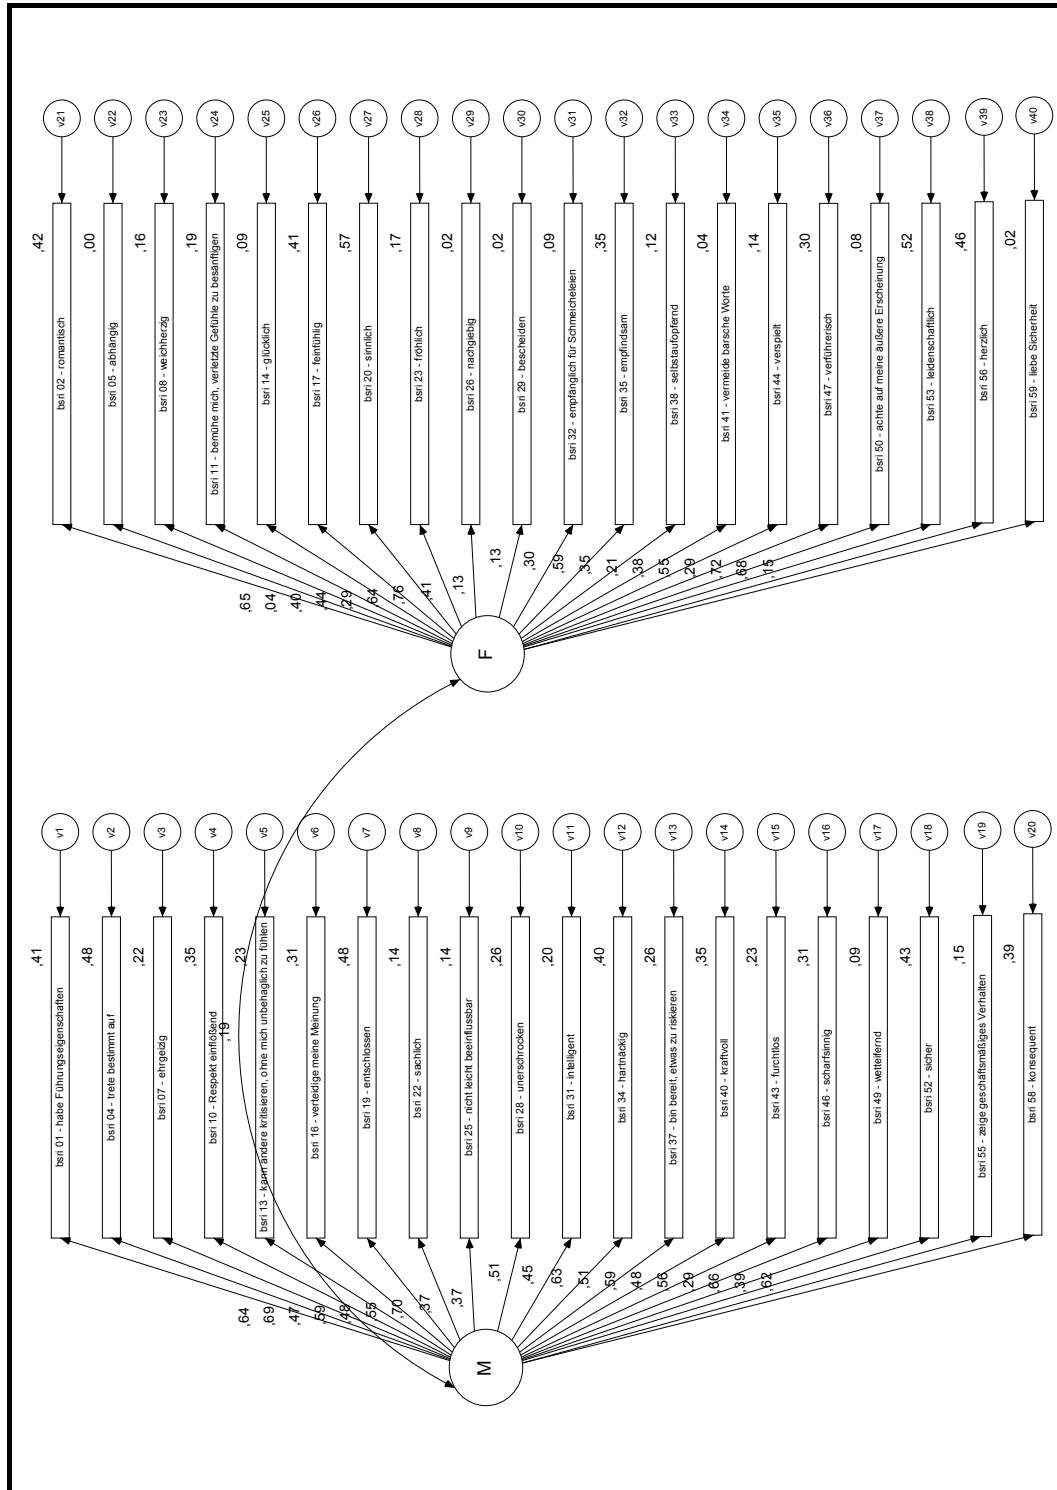 v1
v2
v3
v4
v5
v6
v7
v8
v9
v10
v11
v12
v13
v14
v15
v16
v17
v18
v19
v20
,41
,48
,22
,35
,23
,31
,48
,14
,14
,26
,20
,40
,26
,35
,23
,31
,09
,43
,15
,39
bsri 01 - habe Führungseigenschaften
bsri 04 - trete bestimmt auf
bsri 07 - ehrgeizig
bsri 10 - Respekt einflößend
bsri 13 - kann andere kritisieren, ohne mich unbehaglich zu fühlen
bsri 16 - verteidige meine Meinung
bsri 19 - entschlossen
bsri 22 - sachlich
bsri 25 - nicht leicht beeinflussbar
bsri 28 - unerschrocken
bsri 31 - intelligent
bsri 34 - hartnäckig
bsri 37 - bin bereit, etwas zu riskieren
bsri 40 - kraftvoll
bsri 43 - furchtlos
bsri 46 - scharfsinnig
bsri 49 - wetteifernd
bsri 52 - sicher
bsri 55 - zeige geschäftsmäßiges Verhalten
bsri 58 - konsequent
,64
,69
,47
,59
,48
,55
,70
,37
,37
,51
,45
,63
,51
,59
,48
,56
,29
,66
,39
,62
M
,19
v21
v22
v23
v24
v25
v26
v27
v28
v29
v30
v31
v32
v33
v34
v35
v36
v37
v38
v39
v40
,42
,00
,16
,19
,09
,41
,57
,17
,02
,02
,09
,35
,12
,04
,14
,30
,08
,52
,46
,02
bsri 02 - romantisch
bsri 05 - abhängig
bsri 08 - weichherzig
bsri 11 - bemühe mich, verletzte Gefühle zu besänftigen
bsri 14 - glücklich
bsri 17 - feinfühlig
bsri 20 - sinnlich
bsri 23 - fröhlich
bsri 26 - nachgiebig
bsri 29 - bescheiden
bsri 32 - empfänglich für Schmeicheleien
bsri 35 - empfindsam
bsri 38 - selbstaufopfernd
bsri 41 - vermeide barsche Worte
bsri 44 - verspielt
bsri 47 - verführerisch
bsri 50 - achte auf meine äußere Erscheinung
bsri 53 - leidenschaftlich
bsri 56 - herzlich
bsri 59 - liebe Sicherheit
,65
,04
,40
,44
,29
,64
,76
,41
,13
,13
,30
,59
,35
,21
,38
,55
,29
,72
,68
,15
F